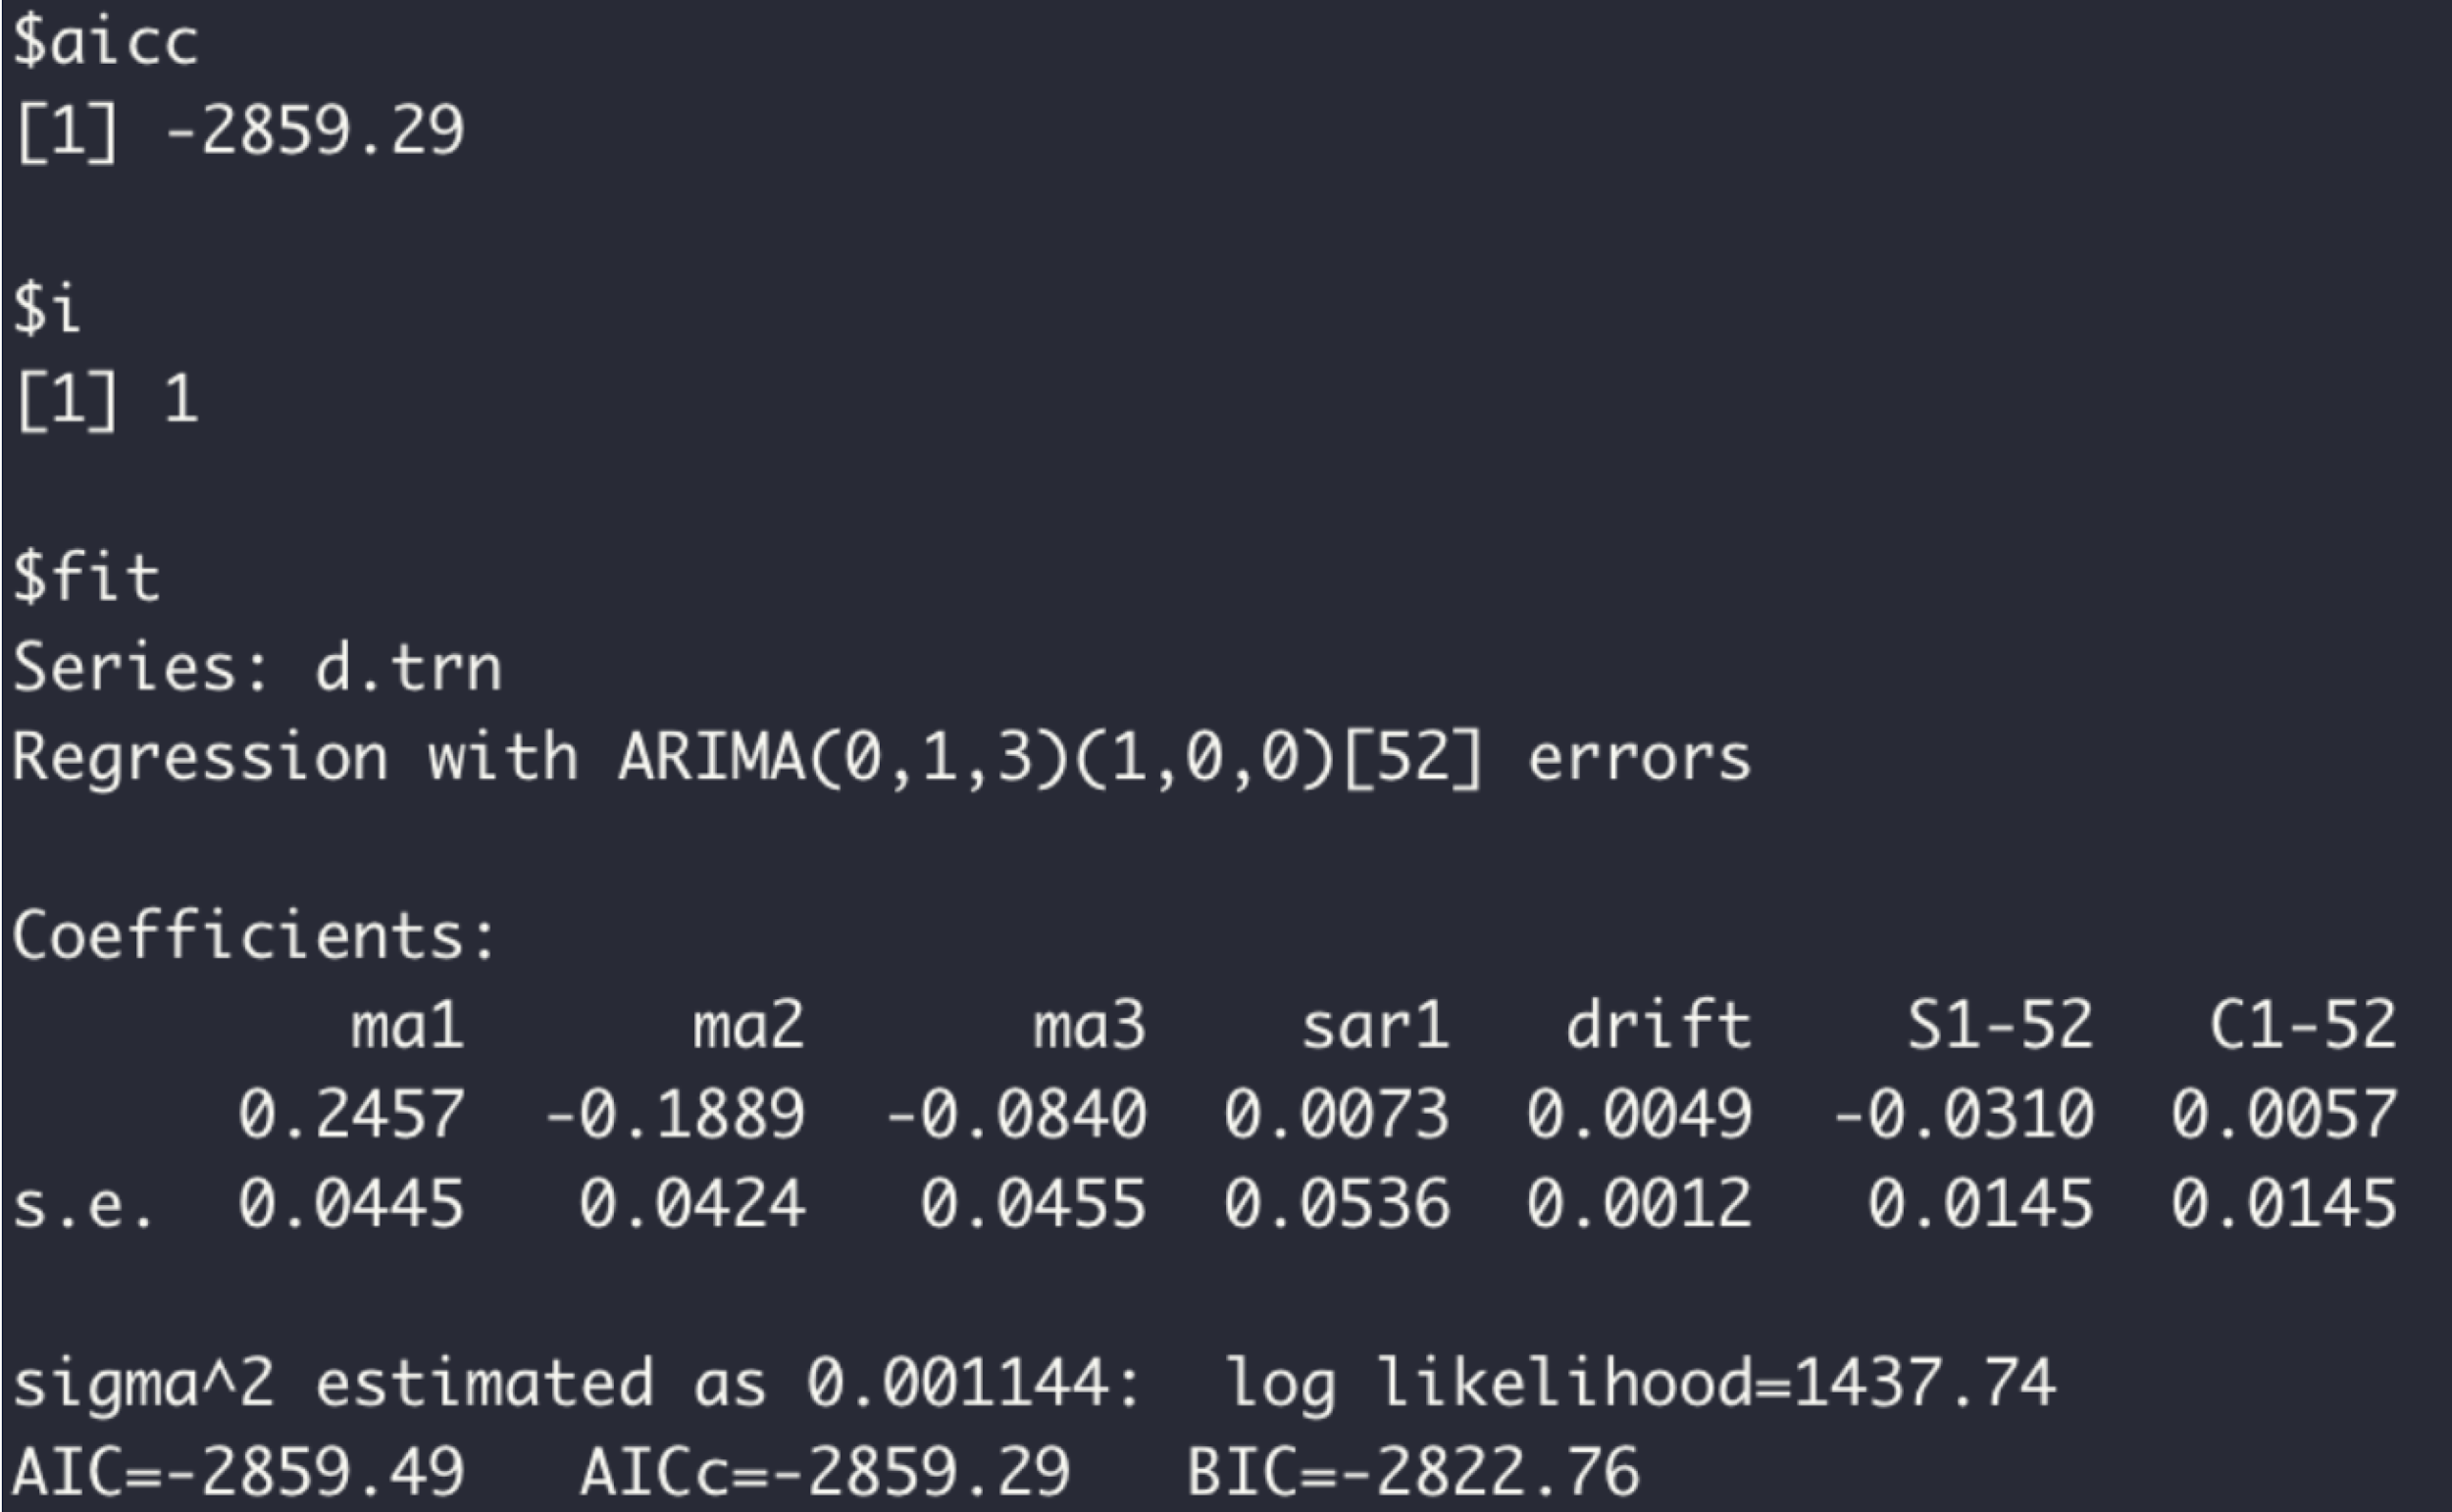 $aicc
[1] -2859.29
$i
[1] 1
$fit
Series: d.trn
Regression with ARIMA(0,1,3)(1,0,0)[52] errors
Coefficients:
ma1 ma2 ma3 sar1 drift S1-52 C1-52
0.2457 -0.1889 -0.0840 0.0073 0.0049 -0.0310 0.0057
s.e. 0.0445 0.0424 0.0455 0.0536 0.0012 0.0145 0.0145
sigma^2 estimated as 0.001144: log likelihood=1437.74
AIC=-2859.49 AICc=-2859.29 BIC=-2822.76